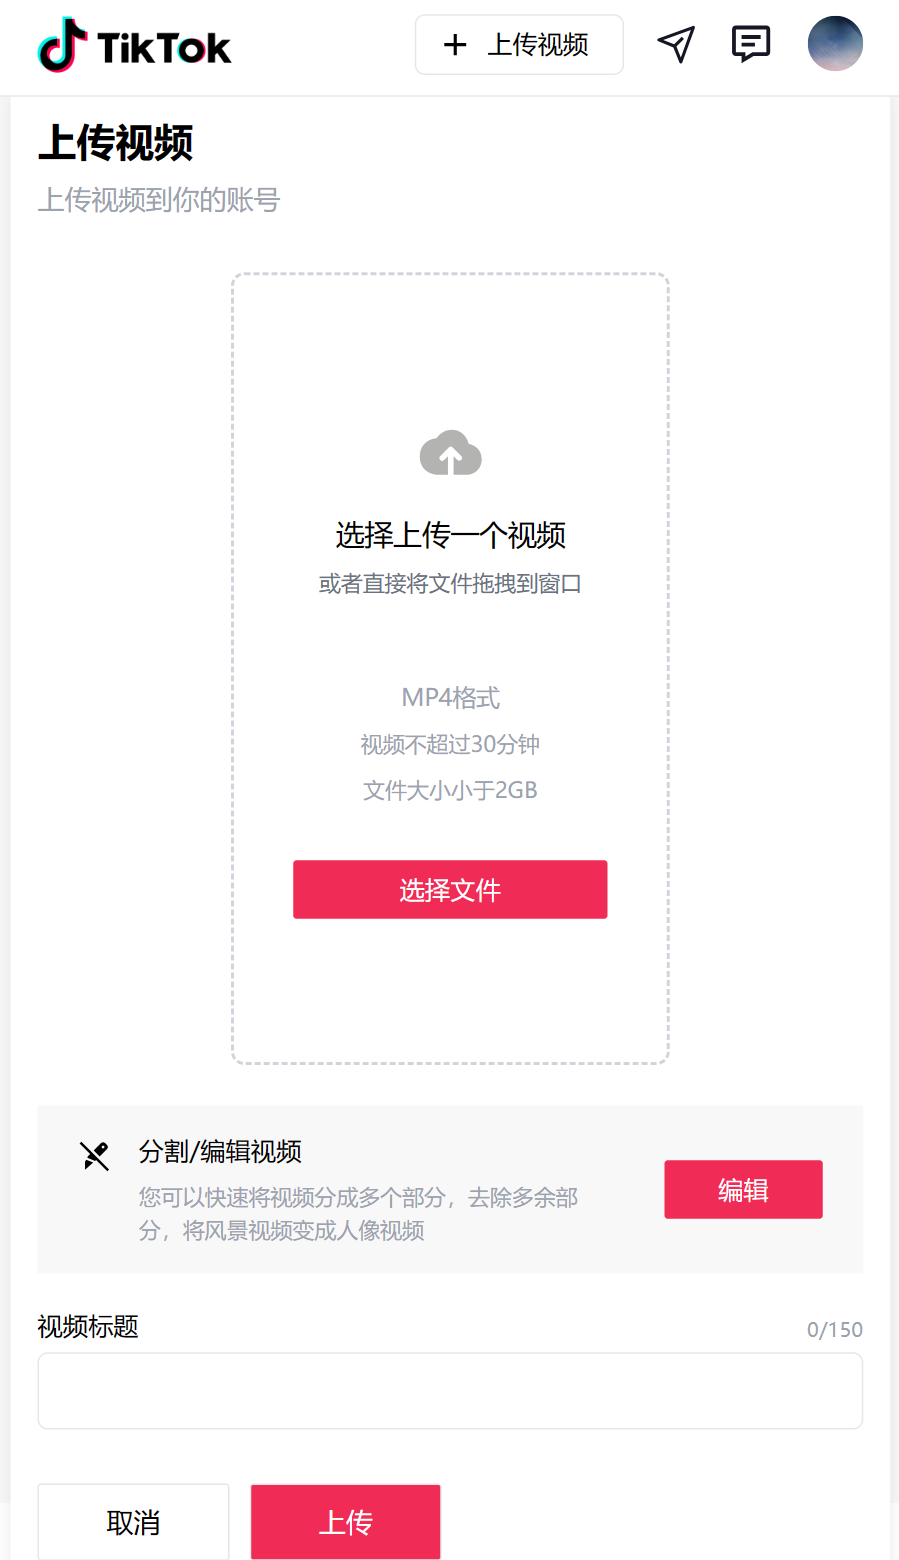 TikTok
上传视频
上传视频
上传视频到你的账号
选择上传一个视频
或者直接将文件拖拽到窗口
MP4格式
视频不超过30分钟
文件大小小于2GB
选择文件
分割/编辑视频
您可以快速将视频分成多个部分，去除多余部
分，将风景视频变成人像视频
编辑
视频标题
0/150
取消
上传